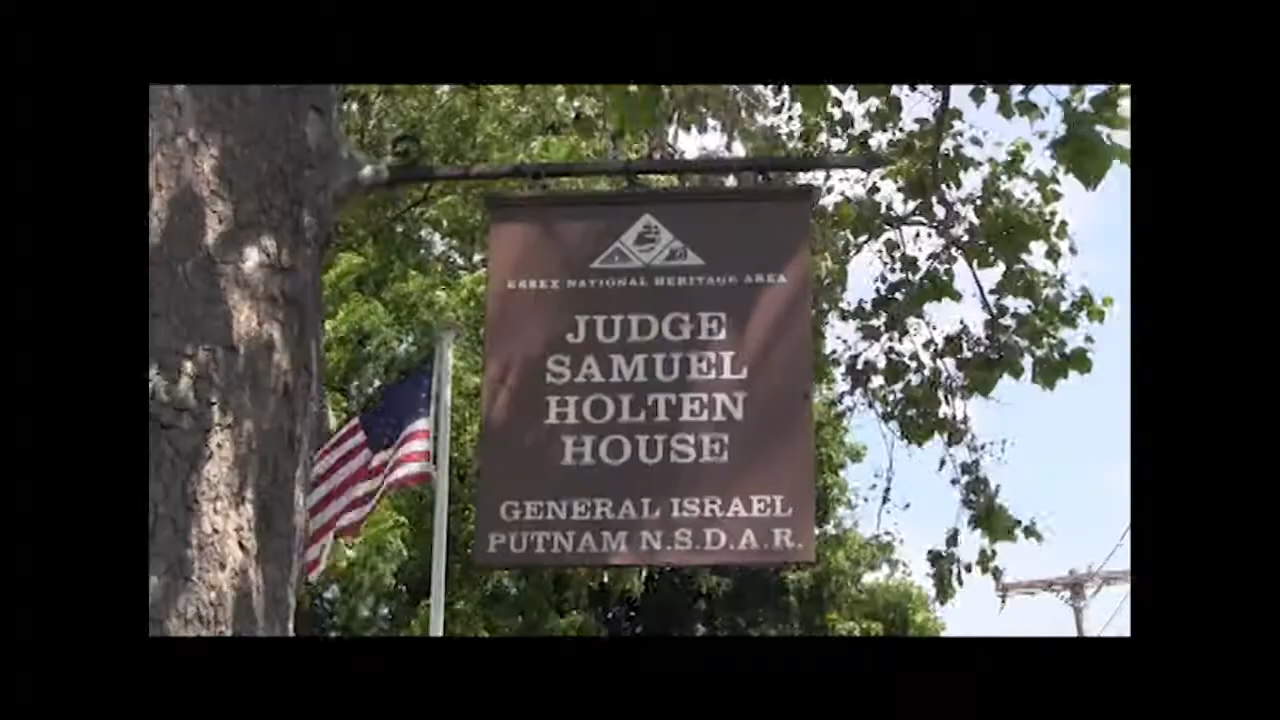 ESSEX NATIONAL HERITAGE AREA
JUDGE
SAMUEL
HOLTEN
HOUSE
GENERAL ISRAEL
PUTNAM N.S.D.A.R.